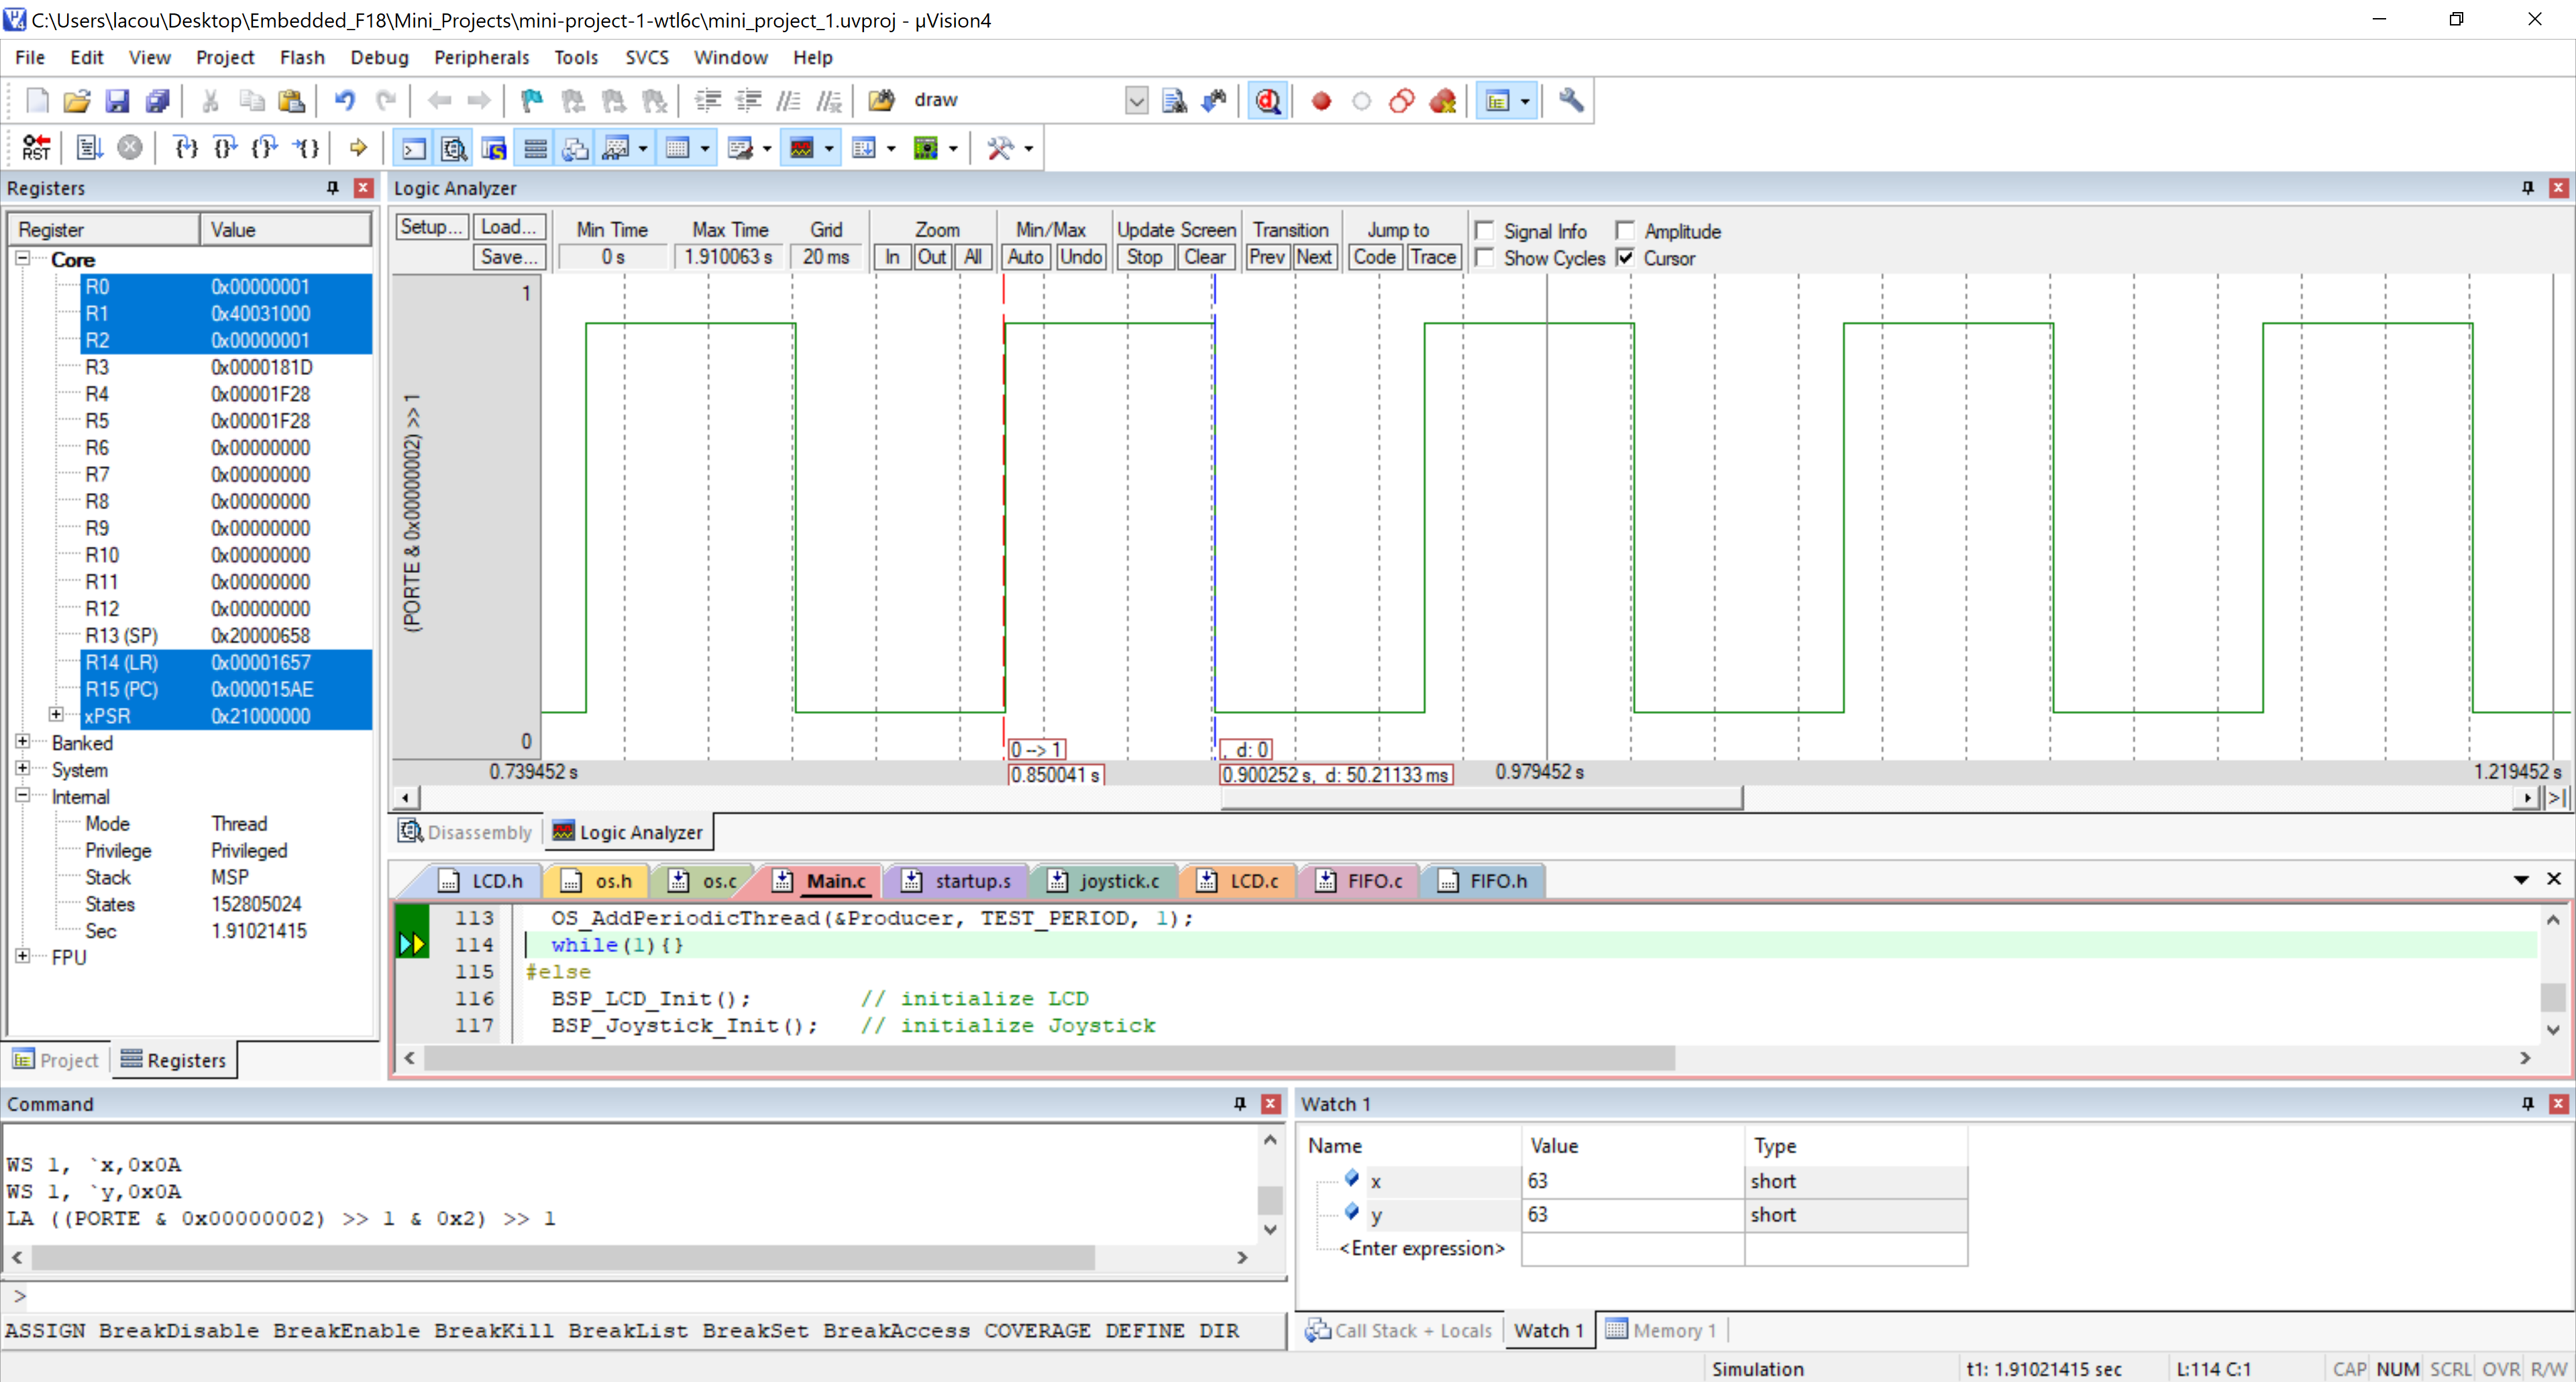 C:\Users\lacou\Desktop\Embedded_F18\Mini_Projects\mini-project-1-wtl6c\mini_project_1.uvproj - µVision4
File Edit View Project Flash Debug Peripherals Tools SVCS Window Help
draw
RST
Registers
Register Value
Core
R0 0x00000001
R1 0x40031000
R2 0x00000001
R3 0x0000181D
R4 0x00001F28
R5 0x00001F28
R6 0x00000000
R7 0x00000000
R8 0x00000000
R9 0x00000000
R10 0x00000000
R11 0x00000000
R12 0x00000000
R13 (SP) 0x20000658
R14 (LR) 0x00001657
R15 (PC) 0x000015AE
xPSR 0x21000000
Banked
System
Internal
Mode Thread
Privilege Privileged
Stack MSP
States 152805024
Sec 1.91021415
FPU
Project Registers
Logic Analyzer
Setup... Load... Min Time Max Time Grid Zoom Min/Max Update Screen Transition Jump to Signal Info Amplitude
Save... 0 s 1.910063 s 20 ms In Out All Auto Undo Stop Clear Prev Next Code Trace Show Cycles Cursor
1
(PORTE & 0x00000002) >> 1
0
0 --> 1 , d: 0
0.739452 s 0.850041 s 0.900252 s, d: 50.21133 ms 0.979452 s 1.219452 s
Disassembly Logic Analyzer
LCD.h os.h os.c Main.c startup.s joystick.c LCD.c FIFO.c FIFO.h
113 OS_AddPeriodicThread(&Producer, TEST_PERIOD, 1);
114 while(1){}
115 #else
116 BSP_LCD_Init(); // initialize LCD
117 BSP_Joystick_Init(); // initialize Joystick
Command
WS 1, `x,0x0A
WS 1, `y,0x0A
LA ((PORTE & 0x00000002) >> 1 & 0x2) >> 1
>
ASSIGN BreakDisable BreakEnable BreakKill BreakList BreakSet BreakAccess COVERAGE DEFINE DIR
Watch 1
Name Value Type
x 63 short
y 63 short
<Enter expression>
Call Stack + Locals Watch 1 Memory 1
Simulation t1: 1.91021415 sec L:114 C:1 CAP NUM SCRL OVR R/W